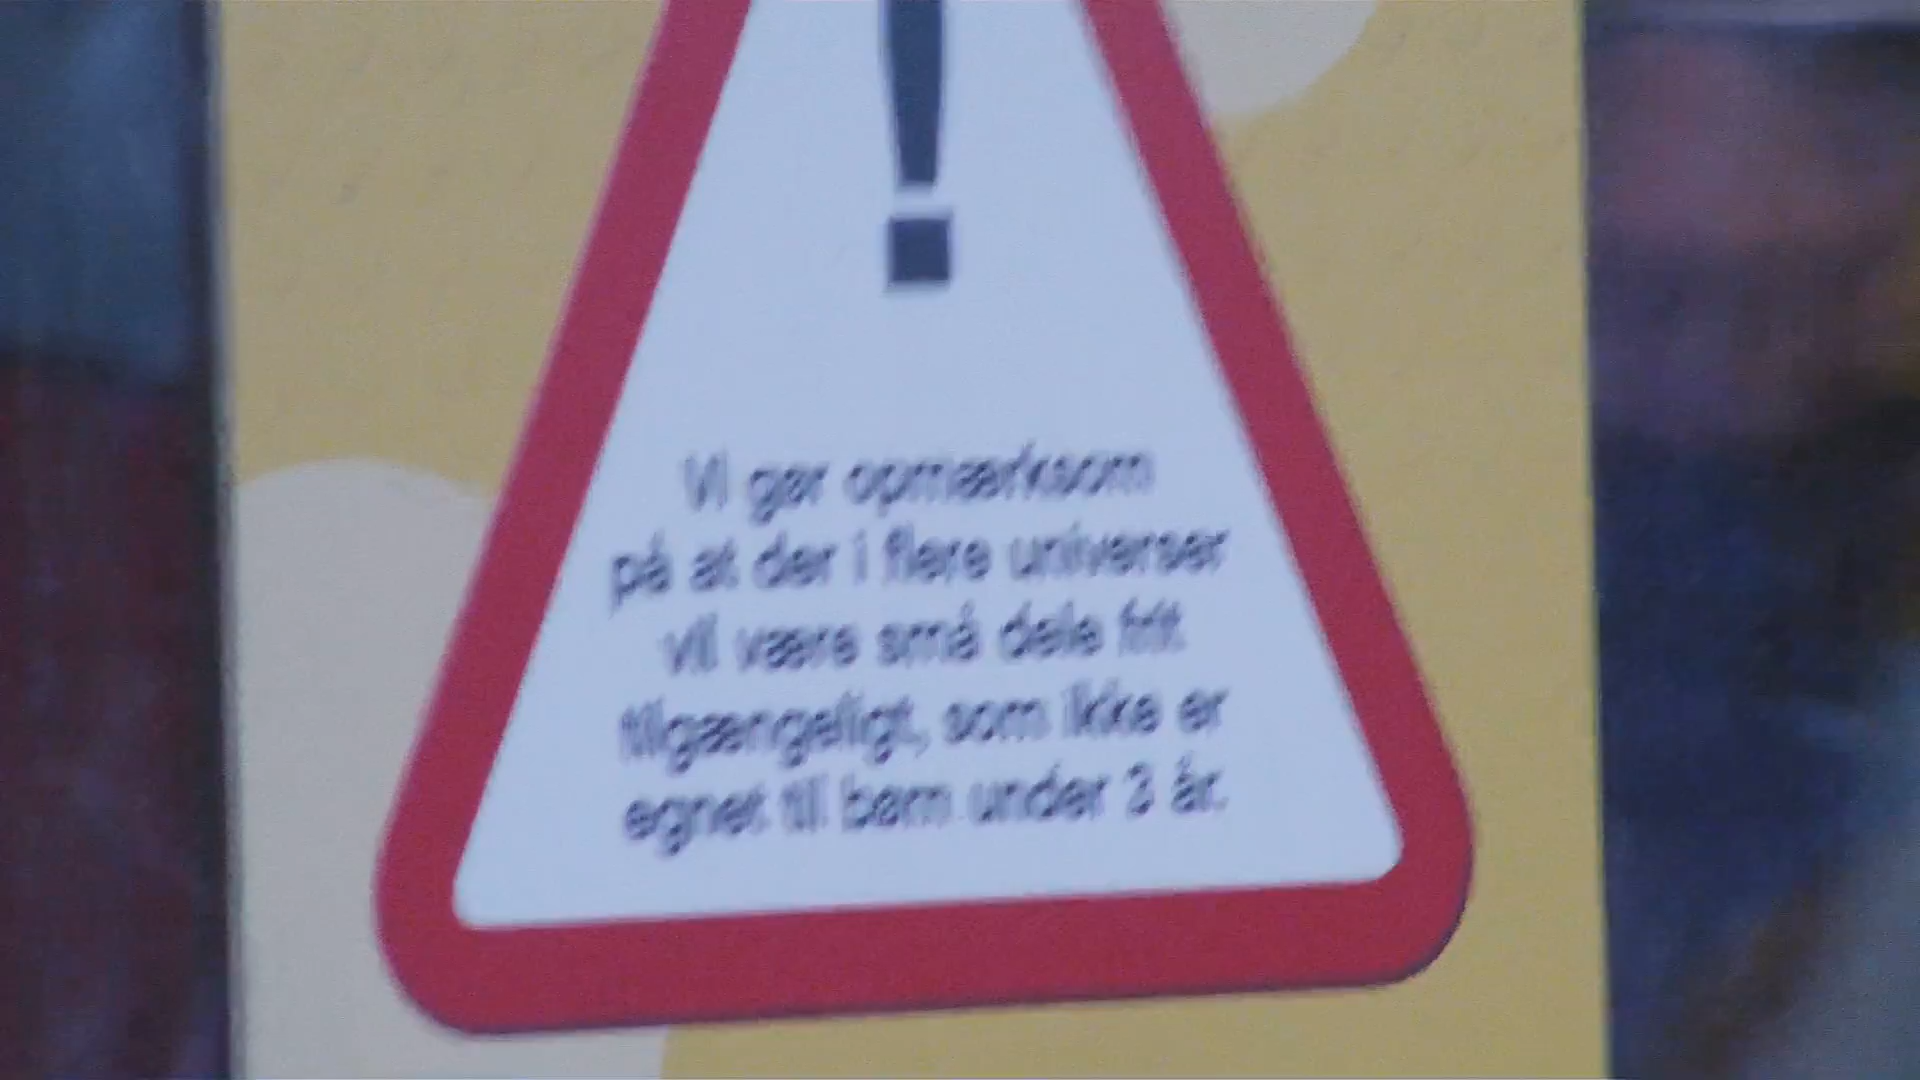 !
Vi gør opmærksom
på at der i flere universer
vil være små dele frit
tilgængeligt, som ikke er
egnet til børn under 3 år.